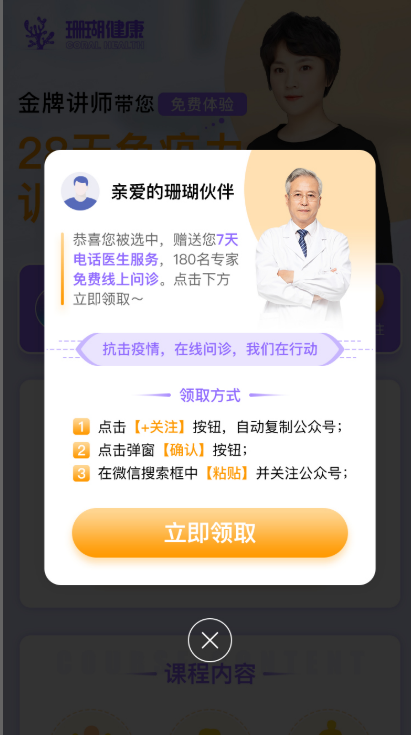 珊瑚健康
CORAL HEALTH
金牌讲师带您 免费体验
28天免疫力
训
亲爱的珊瑚伙伴
恭喜您被选中，赠送您7天
电话医生服务，180名专家
免费线上问诊。点击下方
立即领取～
注
抗击疫情，在线问诊，我们在行动
领取方式
1 点击【+关注】按钮，自动复制公众号；
2 点击弹窗【确认】按钮；
3 在微信搜索框中【粘贴】并关注公众号；
立即领取
课程内容